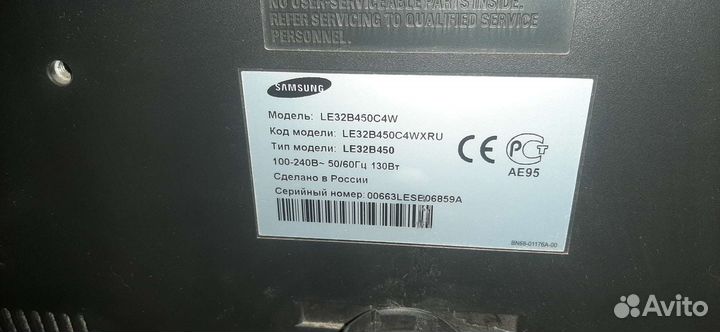 NO USER-SERVICEABLE PARTS INSIDE.
REFER SERVICING TO QUALIFIED SERVICE
PERSONNEL.
SAMSUNG
Модель: LE32B450C4W
Код модели: LE32B450C4WXRU
Тип модели: LE32B450
100-240В~ 50/60Гц 130Вт
Сделано в России
Серийный номер: 00663LESB06859A
CE PCT
AE95
BN68-01176A-00
Avito